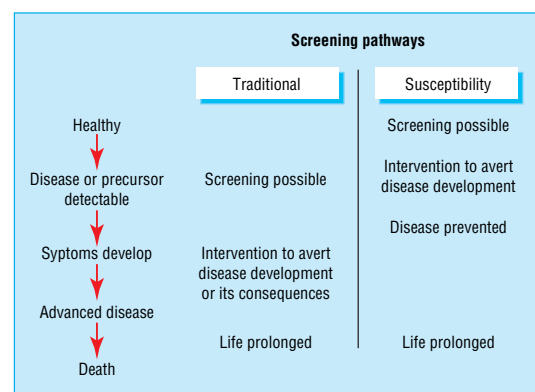 Screening pathways
Traditional
Susceptibility
Healthy
Screening possible
Disease or precursor
detectable
Screening possible
Intervention to avert
disease development
Disease prevented
Syptoms develop
Intervention to avert
disease development
or its consequences
Advanced disease
Life prolonged
Life prolonged
Death